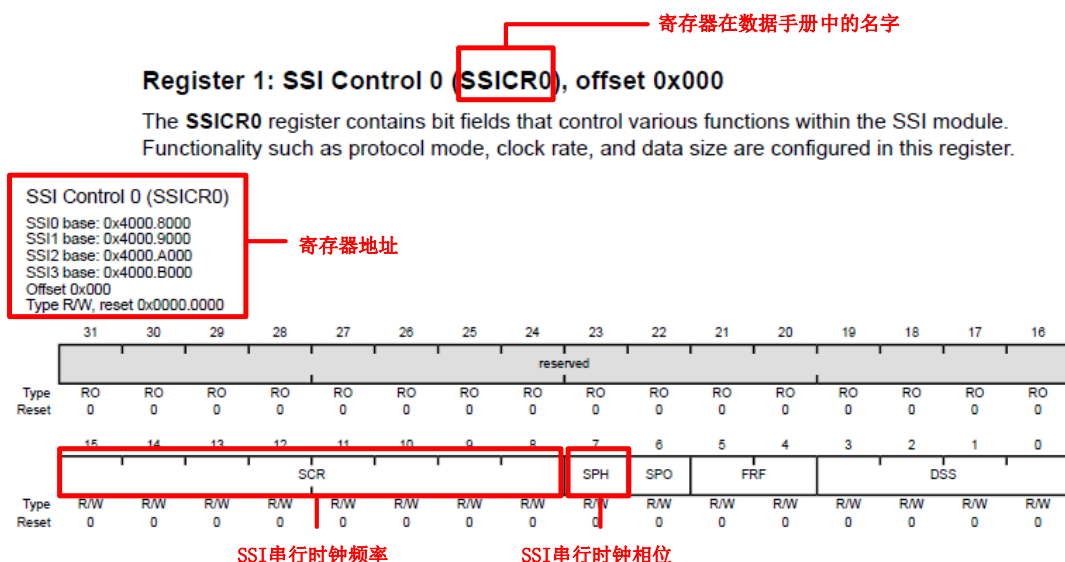 寄存器在数据手册中的名字
Register 1: SSI Control 0 (SSICR0), offset 0x000
The SSICR0 register contains bit fields that control various functions within the SSI module.
Functionality such as protocol mode, clock rate, and data size are configured in this register.
SSI Control 0 (SSICR0)
SSI0 base: 0x4000.8000
SSI1 base: 0x4000.9000
SSI2 base: 0x4000.A000
SSI3 base: 0x4000.B000
Offset 0x000
Type R/W, reset 0x0000.0000
寄存器地址
31 30 29 28 27 26 25 24 23 22 21 20 19 18 17 16
reserved
Type RO RO RO RO RO RO RO RO RO RO RO RO RO RO RO RO
Reset 0 0 0 0 0 0 0 0 0 0 0 0 0 0 0 0
15 14 13 12 11 10 9 8 7 6 5 4 3 2 1 0
SCR SPH SPO FRF DSS
Type R/W R/W R/W R/W R/W R/W R/W R/W R/W R/W R/W R/W R/W R/W R/W R/W
Reset 0 0 0 0 0 0 0 0 0 0 0 0 0 0 0 0
SSI串行时钟频率 SSI串行时钟相位